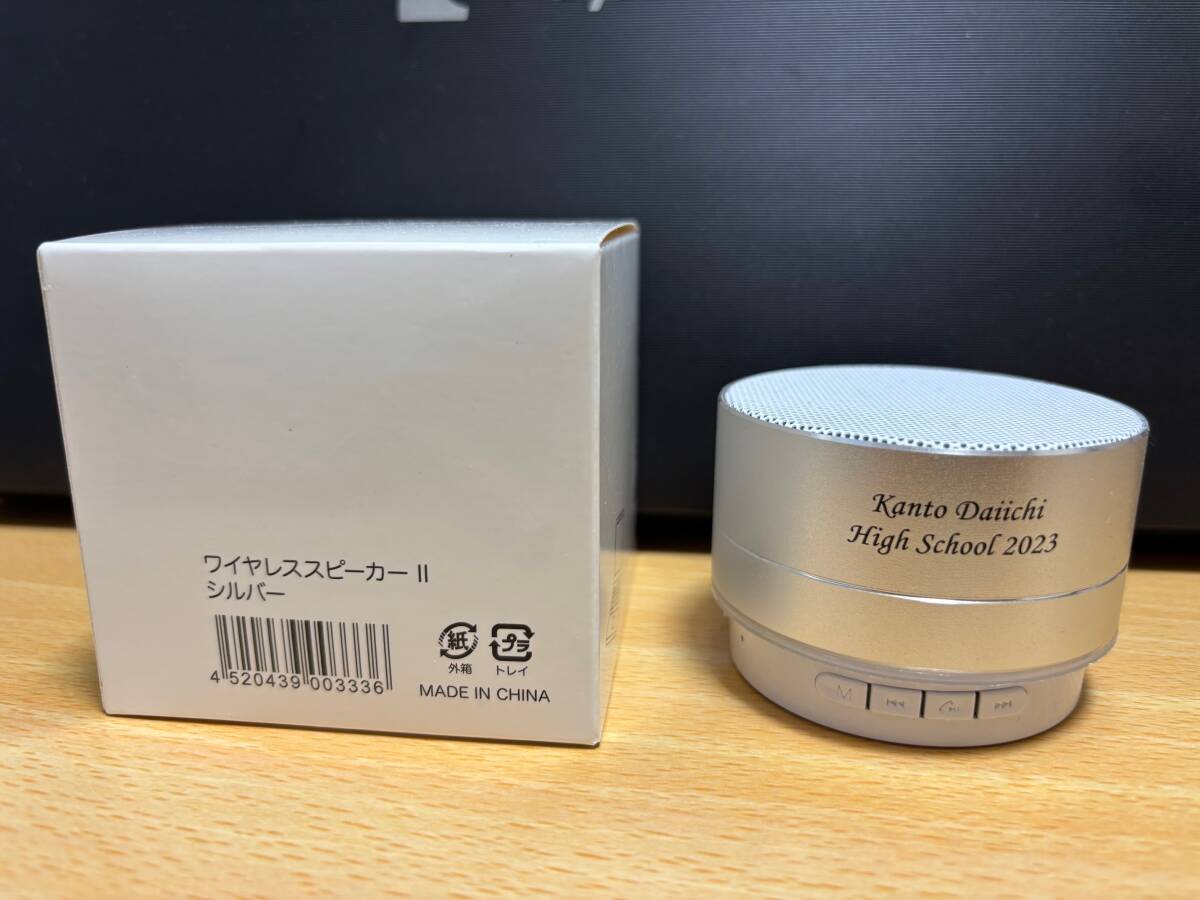 ワイヤレススピーカー II
シルバー
4 520439 003336
紙
外箱
プラ
トレイ
MADE IN CHINA
Kanto Daiichi
High School 2023
M